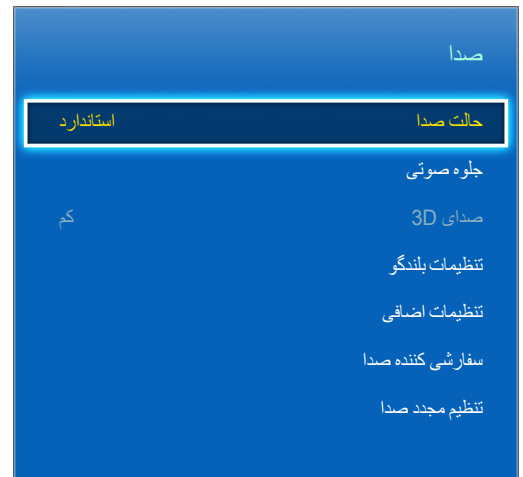 صدا
حالت صدا استاندارد
جلوه صوتی
صدای 3D کم
تنظیمات بلندگو
تنظیمات اضافی
سفارشی کننده صدا
تنظیم مجدد صدا